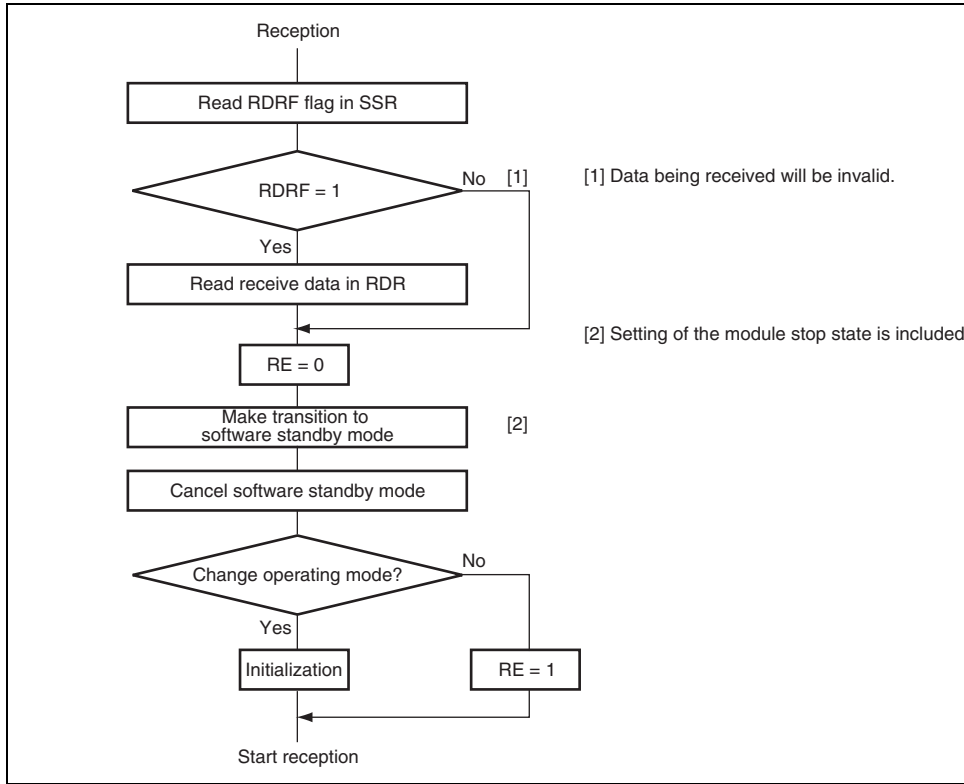 Reception
Read RDRF flag in SSR
RDRF = 1
No [1]
[1] Data being received will be invalid.
Yes
Read receive data in RDR
[2] Setting of the module stop state is included
RE = 0
Make transition to
software standby mode
[2]
Cancel software standby mode
Change operating mode?
No
Yes
Initialization
RE = 1
Start reception